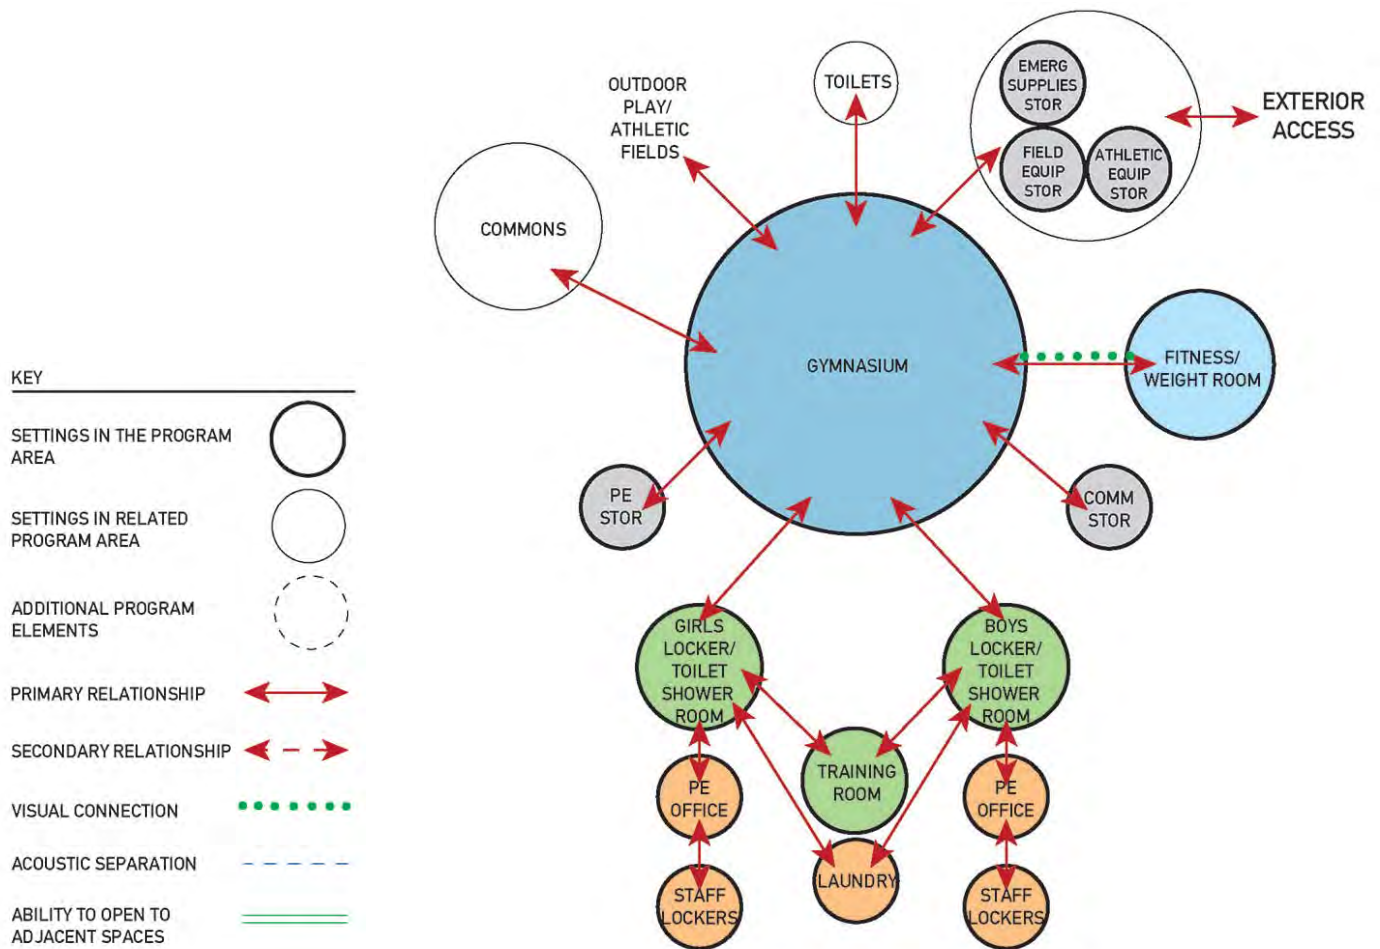 OUTDOOR
PLAY/
ATHLETIC
FIELDS
TOILETS
EMERG
SUPPLIES
STOR
FIELD
EQUIP
STOR
ATHLETIC
EQUIP
STOR
EXTERIOR
ACCESS
COMMONS
GYMNASIUM
FITNESS/
WEIGHT ROOM
PE
STOR
COMM
STOR
GIRLS
LOCKER/
TOILET
SHOWER
ROOM
BOYS
LOCKER/
TOILET
SHOWER
ROOM
TRAINING
ROOM
PE
OFFICE
PE
OFFICE
LAUNDRY
STAFF
LOCKERS
STAFF
LOCKERS
KEY
SETTINGS IN THE PROGRAM
AREA
SETTINGS IN RELATED
PROGRAM AREA
ADDITIONAL PROGRAM
ELEMENTS
PRIMARY RELATIONSHIP
SECONDARY RELATIONSHIP
VISUAL CONNECTION
ACOUSTIC SEPARATION
ABILITY TO OPEN TO
ADJACENT SPACES